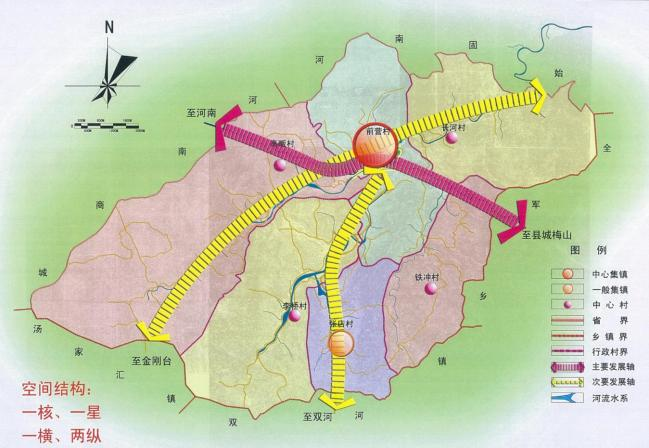 N
南
固
河
始
河
至河南
前营村
长河村
南
全
商
军
至县城梅山
图 例
城
铁冲村
乡
中心集镇
一般集镇
李桥村
中心村
汤
张店村
省 界
家
镇
乡镇界
至金刚台
行政村界
汇
主要发展轴
空间结构:
镇
次要发展轴
一核、一星
双
至双河
河
河流水系
一横、两纵